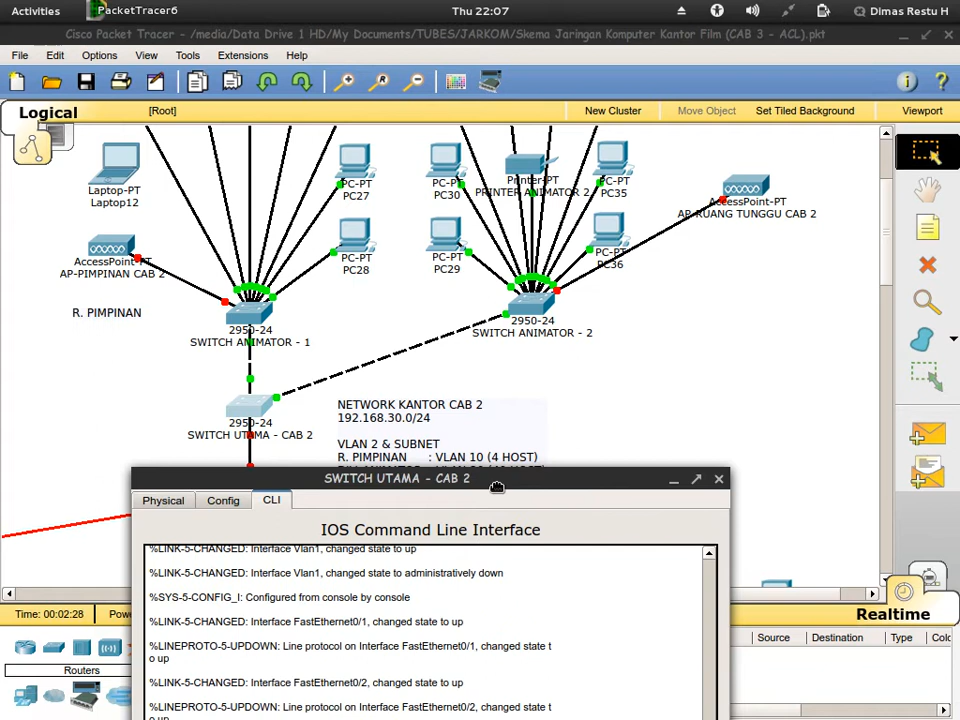 Activities
PacketTracer6
Thu 22:07
Dimas Restu H
Cisco Packet Tracer - /media/Data Drive 1 HD/My Documents/TUBES/JARKOM/Skema Jaringan Komputer Kantor Film (CAB 3 - ACL).pkt
File Edit Options View Tools Extensions Help
Logical
[Root]
New Cluster
Move Object
Set Tiled Background
Viewport
Laptop-PT
Laptop12
PC-PT
PC27
PC-PT
PC30
Printer-PT
PRINTER ANIMATOR 2
PC-PT
PC35
AccessPoint-PT
AP-RUANG TUNGGU CAB 2
AccessPoint-PT
AP-PIMPINAN CAB 2
PC-PT
PC28
PC-PT
PC29
PC-PT
PC36
R. PIMPINAN
2950-24
SWITCH ANIMATOR - 1
2950-24
SWITCH ANIMATOR - 2
2950-24
SWITCH UTAMA - CAB 2
NETWORK KANTOR CAB 2
192.168.30.0/24
VLAN 2 & SUBNET
R. PIMPINAN : VLAN 10 (4 HOST)
SWITCH UTAMA - CAB 2
Physical Config CLI
IOS Command Line Interface
%LINK-5-CHANGED: Interface Vlan1, changed state to up
%LINK-5-CHANGED: Interface Vlan1, changed state to administratively down
%SYS-5-CONFIG_I: Configured from console by console
%LINK-5-CHANGED: Interface FastEthernet0/1, changed state to up
%LINEPROTO-5-UPDOWN: Line protocol on Interface FastEthernet0/1, changed state t
o up
%LINK-5-CHANGED: Interface FastEthernet0/2, changed state to up
%LINEPROTO-5-UPDOWN: Line protocol on Interface FastEthernet0/2, changed state t
o up
Time: 00:02:28
Realtime
Routers
Source
Destination
Type